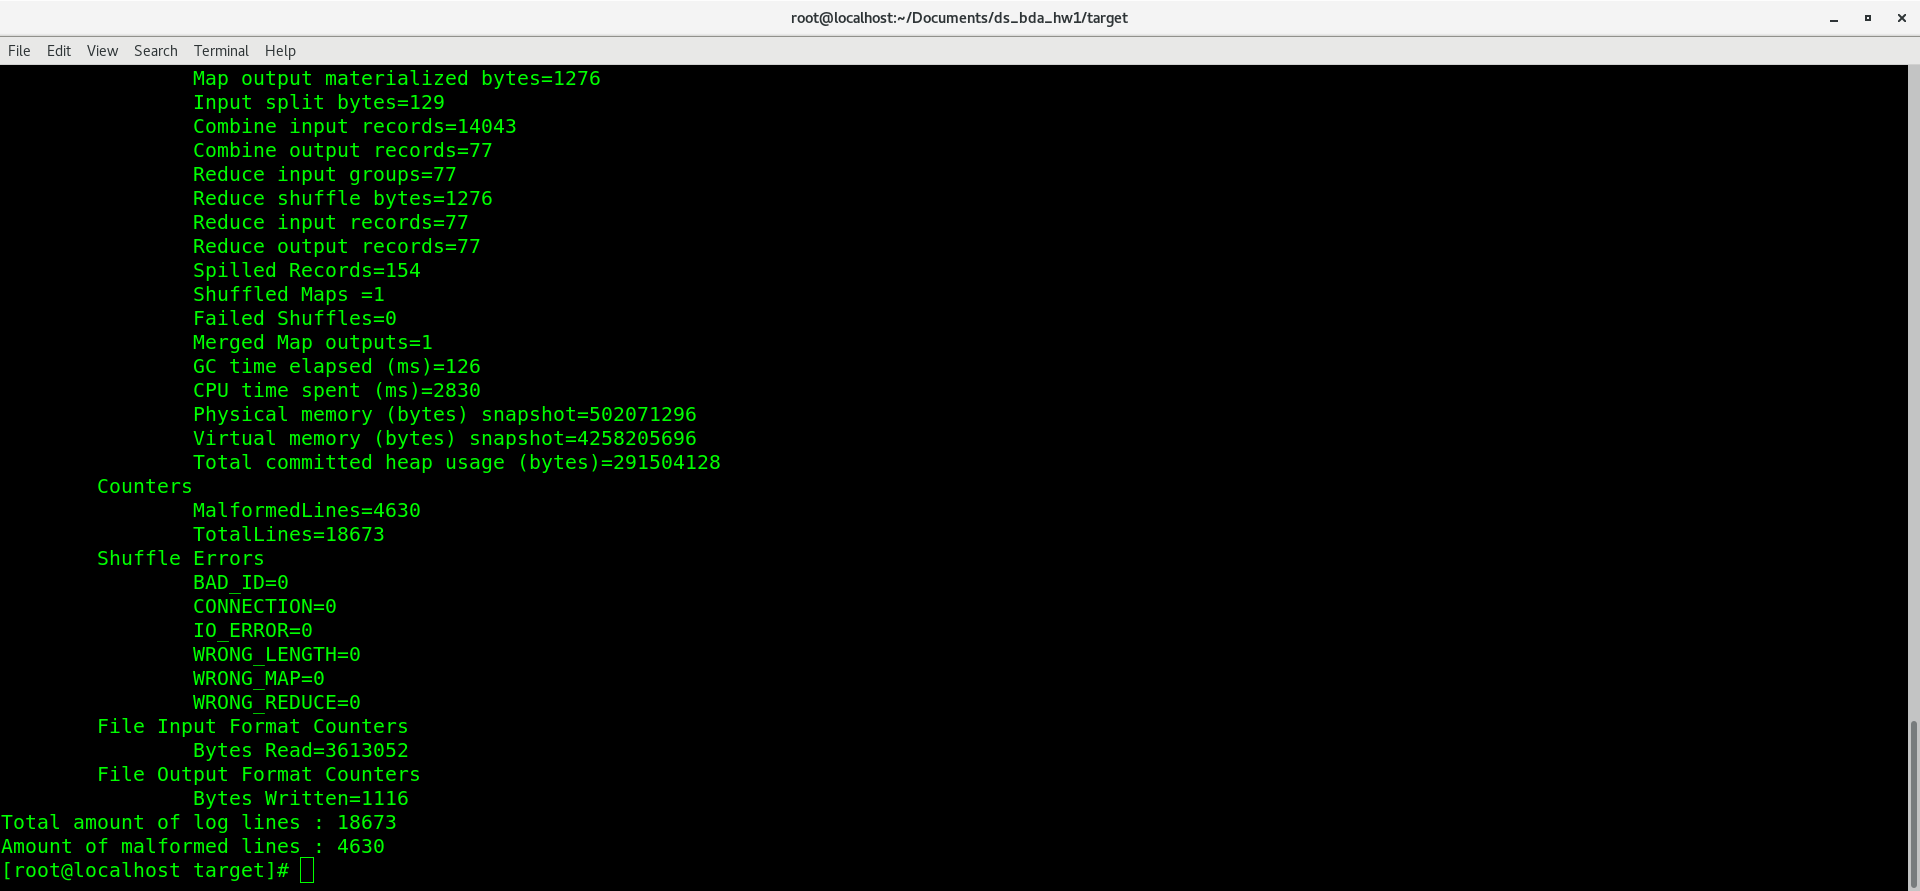 root@localhost:~/Documents/ds_bda_hw1/target
File Edit View Search Terminal Help
Map output materialized bytes=1276
Input split bytes=129
Combine input records=14043
Combine output records=77
Reduce input groups=77
Reduce shuffle bytes=1276
Reduce input records=77
Reduce output records=77
Spilled Records=154
Shuffled Maps =1
Failed Shuffles=0
Merged Map outputs=1
GC time elapsed (ms)=126
CPU time spent (ms)=2830
Physical memory (bytes) snapshot=502071296
Virtual memory (bytes) snapshot=4258205696
Total committed heap usage (bytes)=291504128
Counters
MalformedLines=4630
TotalLines=18673
Shuffle Errors
BAD_ID=0
CONNECTION=0
IO_ERROR=0
WRONG_LENGTH=0
WRONG_MAP=0
WRONG_REDUCE=0
File Input Format Counters
Bytes Read=3613052
File Output Format Counters
Bytes Written=1116
Total amount of log lines : 18673
Amount of malformed lines : 4630
[root@localhost target]#